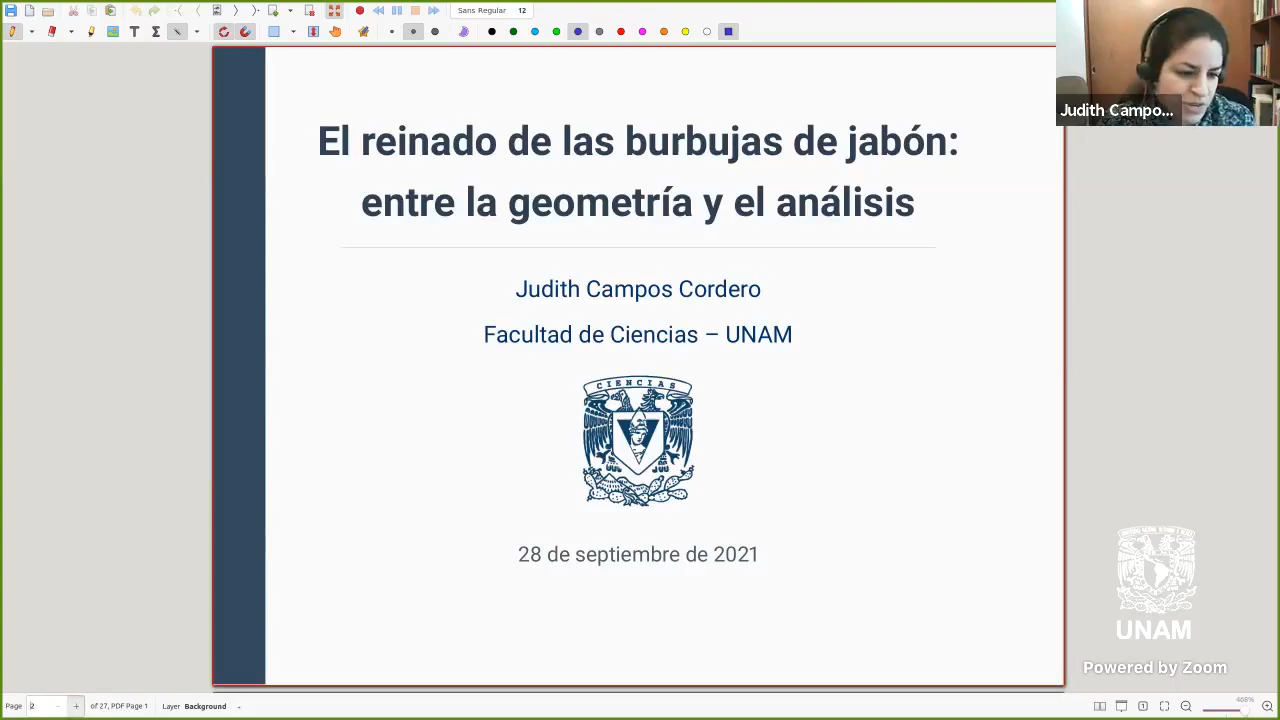 Sans Regular 12
Judith Campo...
El reinado de las burbujas de jabón:
entre la geometría y el análisis
Judith Campos Cordero
Facultad de Ciencias – UNAM
CIENCIAS
28 de septiembre de 2021
UNAM
Powered by Zoom
Page 2 of 27, PDF Page 1 Layer Background
468%